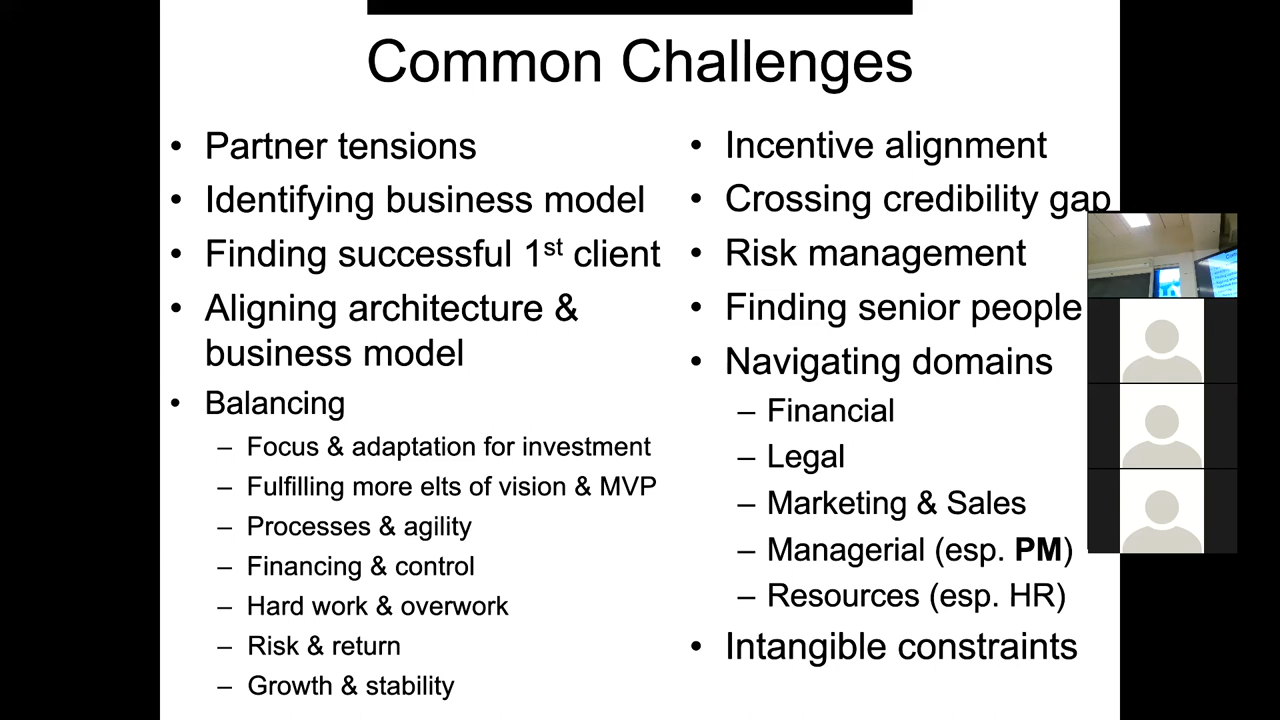 Common Challenges
• Partner tensions
• Identifying business model
• Finding successful 1st client
• Aligning architecture &
business model
• Balancing
– Focus & adaptation for investment
– Fulfilling more elts of vision & MVP
– Processes & agility
– Financing & control
– Hard work & overwork
– Risk & return
– Growth & stability
• Incentive alignment
• Crossing credibility gap
• Risk management
• Finding senior people
• Navigating domains
– Financial
– Legal
– Marketing & Sales
– Managerial (esp. PM)
– Resources (esp. HR)
• Intangible constraints